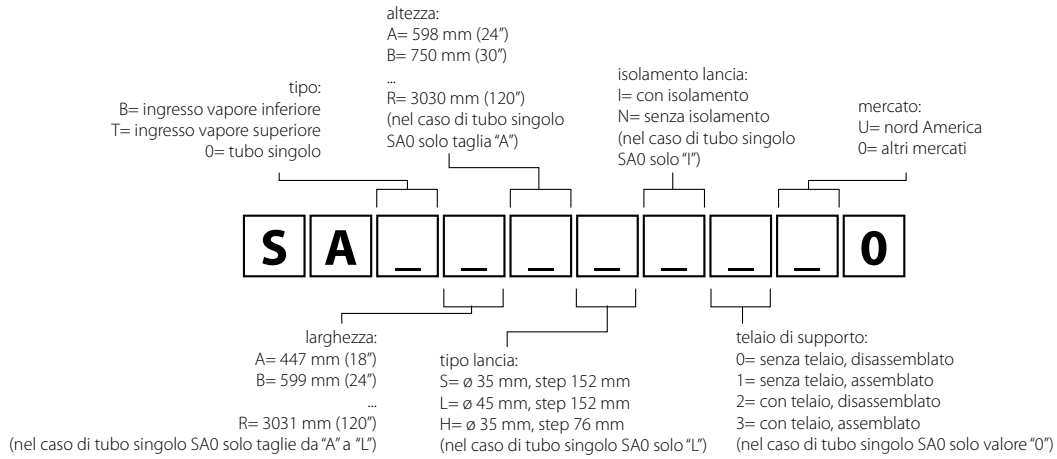 altezza:
A= 598 mm (24”)
B= 750 mm (30”)
...
R= 3030 mm (120”)
(nel caso di tubo singolo
SA0 solo taglia “A”)
tipo:
B= ingresso vapore inferiore
T= ingresso vapore superiore
0= tubo singolo
isolamento lancia:
I= con isolamento
N= senza isolamento
(nel caso di tubo singolo
SA0 solo “I”)
mercato:
U= nord America
0= altri mercati
S A _ _ _ _ _ _ _ 0
larghezza:
A= 447 mm (18”)
B= 599 mm (24”)
...
R= 3031 mm (120”)
(nel caso di tubo singolo SA0 solo taglie da “A” a “L”)
tipo lancia:
S= ø 35 mm, step 152 mm
L= ø 45 mm, step 152 mm
H= ø 35 mm, step 76 mm
(nel caso di tubo singolo SA0 solo “L”)
telaio di supporto:
0= senza telaio, disassemblato
1= senza telaio, assemblato
2= con telaio, disassemblato
3= con telaio, assemblato
(nel caso di tubo singolo SA0 solo valore “0”)